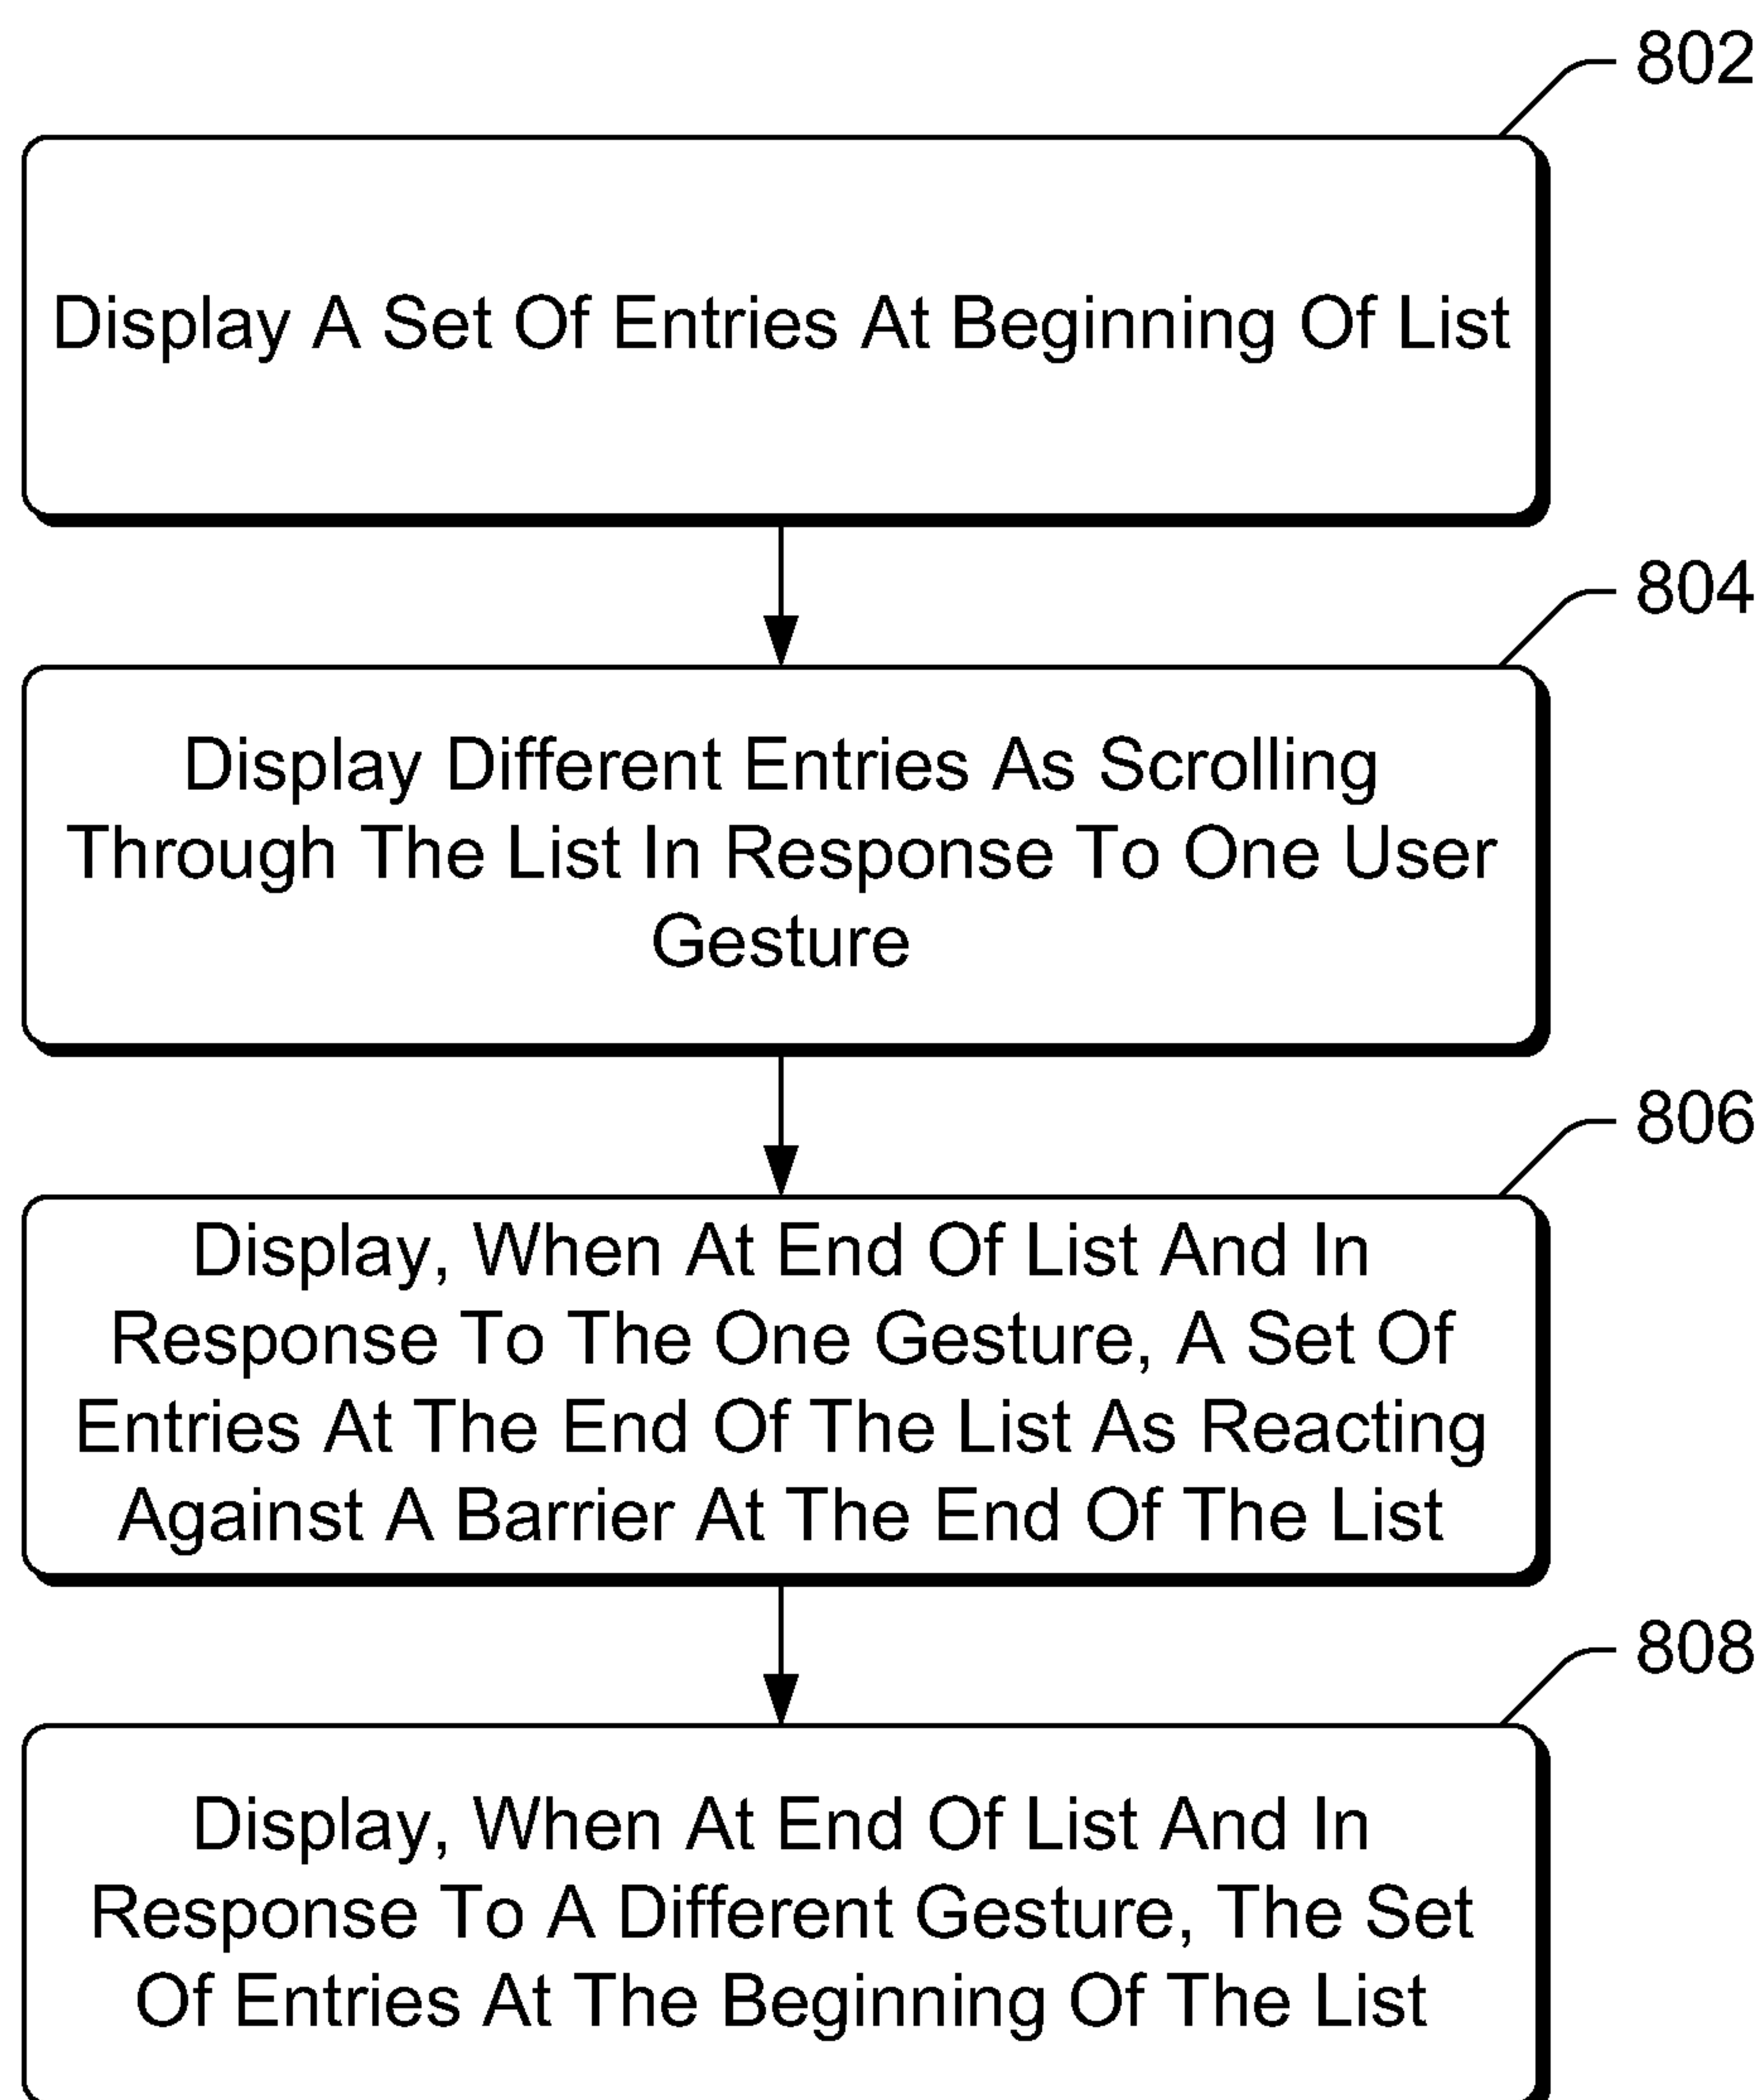 802
Display A Set Of Entries At Beginning Of List
804
Display Different Entries As Scrolling
Through The List In Response To One User
Gesture
806
Display, When At End Of List And In
Response To The One Gesture, A Set Of
Entries At The End Of The List As Reacting
Against A Barrier At The End Of The List
808
Display, When At End Of List And In
Response To A Different Gesture, The Set
Of Entries At The Beginning Of The List